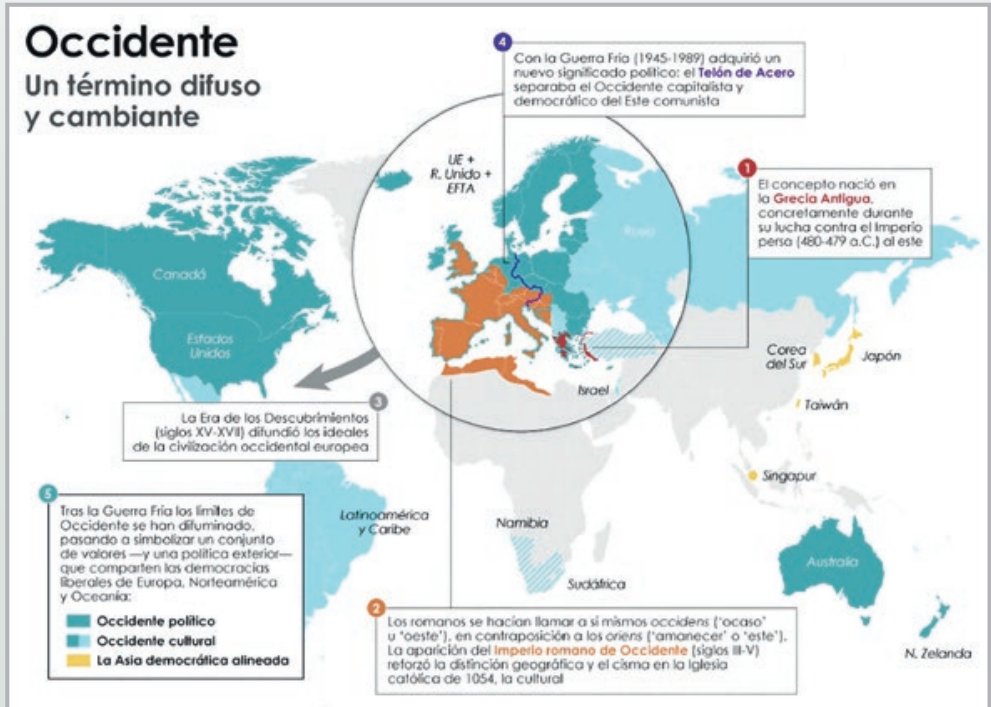 Occidente
Un término difuso
y cambiante
4
Con la Guerra Fría (1945-1989) adquirió un
nuevo significado político: el Telón de Acero
separaba el Occidente capitalista y
democrático del Este comunista
UE +
R. Unido +
EFTA
1
El concepto nació en
la Grecia Antigua,
concretamente durante
su lucha contra el Imperio
persa (480-479 a.C.) al este
Rusia
Canadá
Estados
Unidos
Corea
del Sur
Japón
Israel
Taiwán
3
La Era de los Descubrimientos
(siglos XV-XVII) difundió los ideales
de la civilización occidental europea
Singapur
5
Tras la Guerra Fría los límites de
Occidente se han difuminado,
pasando a simbolizar un conjunto
de valores —y una política exterior—
que comparten las democracias
liberales de Europa, Norteamérica
y Oceanía:
Occidente político
Occidente cultural
La Asia democrática alineada
Latinoamérica
y Caribe
Namibia
Sudáfrica
Australia
N. Zelanda
2
Los romanos se hacían llamar a sí mismos occidens ('ocaso'
u 'oeste'), en contraposición a los oriens ('amanecer' o 'este').
La aparición del Imperio romano de Occidente (siglos III-V)
reforzó la distinción geográfica y el cisma en la Iglesia
católica de 1054, la cultural